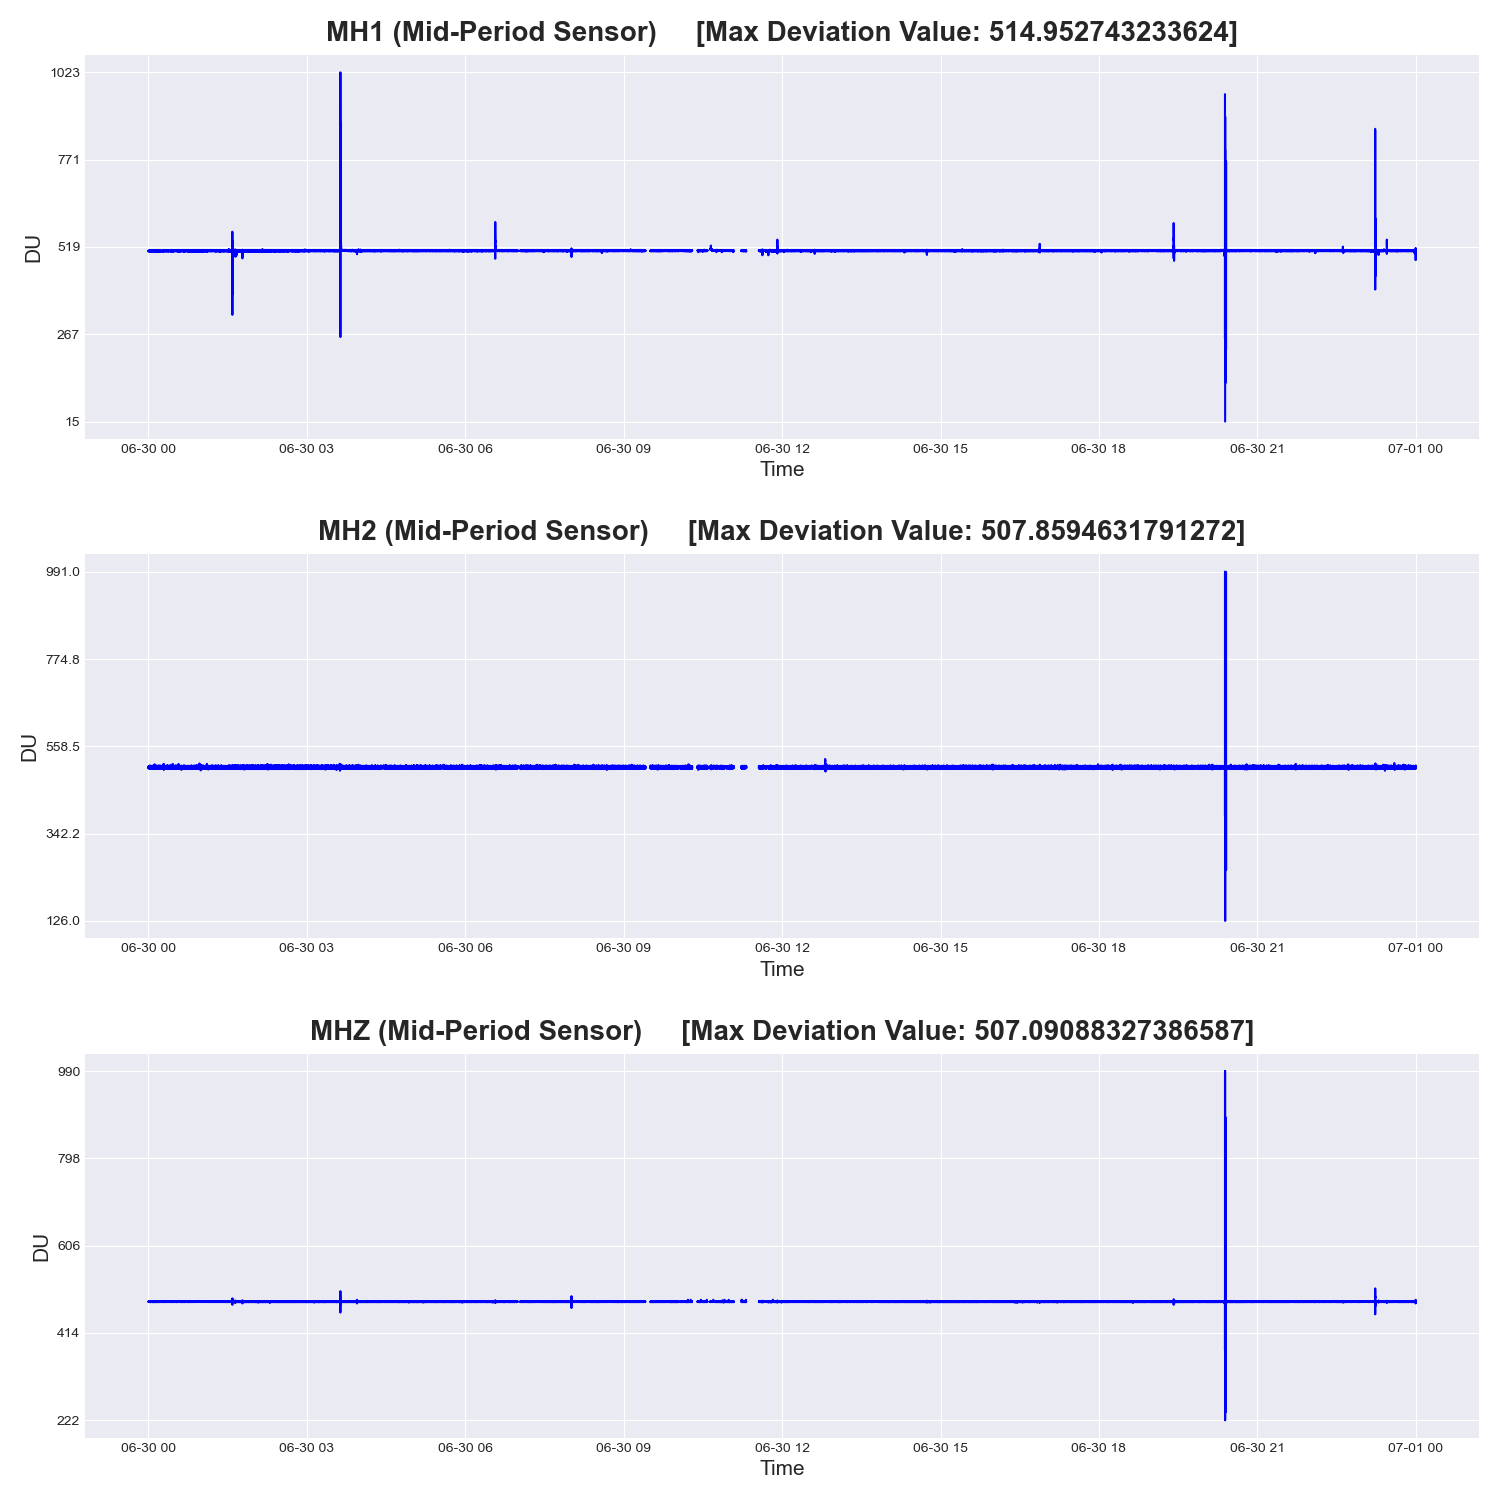 MH1 (Mid-Period Sensor) [Max Deviation Value: 514.952743233624]
1023
771
519
267
15
DU
06-30 00 06-30 03 06-30 06 06-30 09 06-30 12 06-30 15 06-30 18 06-30 21 07-01 00
Time
MH2 (Mid-Period Sensor) [Max Deviation Value: 507.8594631791272]
991.0
774.8
558.5
342.2
126.0
DU
06-30 00 06-30 03 06-30 06 06-30 09 06-30 12 06-30 15 06-30 18 06-30 21 07-01 00
Time
MHZ (Mid-Period Sensor) [Max Deviation Value: 507.09088327386587]
990
798
606
414
222
DU
06-30 00 06-30 03 06-30 06 06-30 09 06-30 12 06-30 15 06-30 18 06-30 21 07-01 00
Time